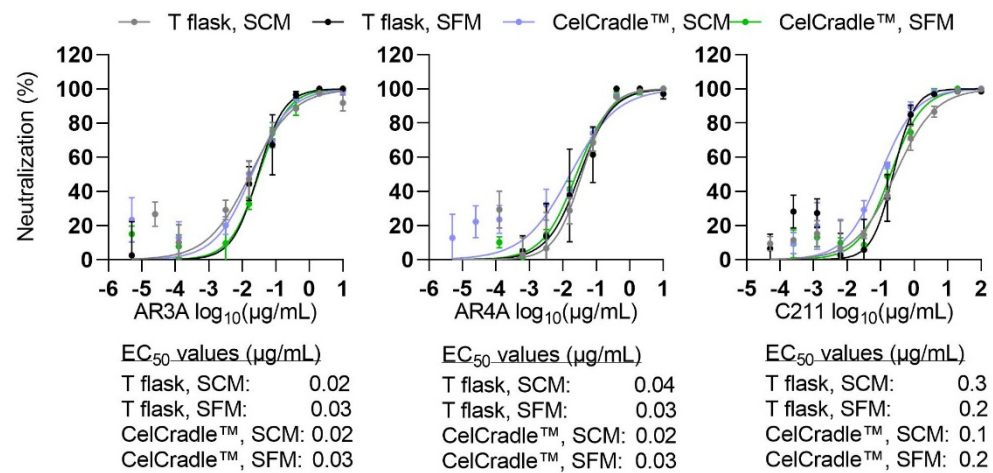 T flask, SCM T flask, SFM CelCradle™, SCM CelCradle™, SFM
Neutralization (%)
120 120 120
100 100 100
80 80 80
60 60 60
40 40 40
20 20 20
0 0 0
-6 -5 -4 -3 -2 -1 0 1 -6 -5 -4 -3 -2 -1 0 1 -5 -4 -3 -2 -1 0 1 2
AR3A log10(µg/mL) AR4A log10(µg/mL) C211 log10(µg/mL)
EC50 values (µg/mL) EC50 values (µg/mL) EC50 values (µg/mL)
T flask, SCM: 0.02 T flask, SCM: 0.04 T flask, SCM: 0.3
T flask, SFM: 0.03 T flask, SFM: 0.03 T flask, SFM: 0.2
CelCradle™, SCM: 0.02 CelCradle™, SCM: 0.02 CelCradle™, SCM: 0.1
CelCradle™, SFM: 0.03 CelCradle™, SFM: 0.03 CelCradle™, SFM: 0.2